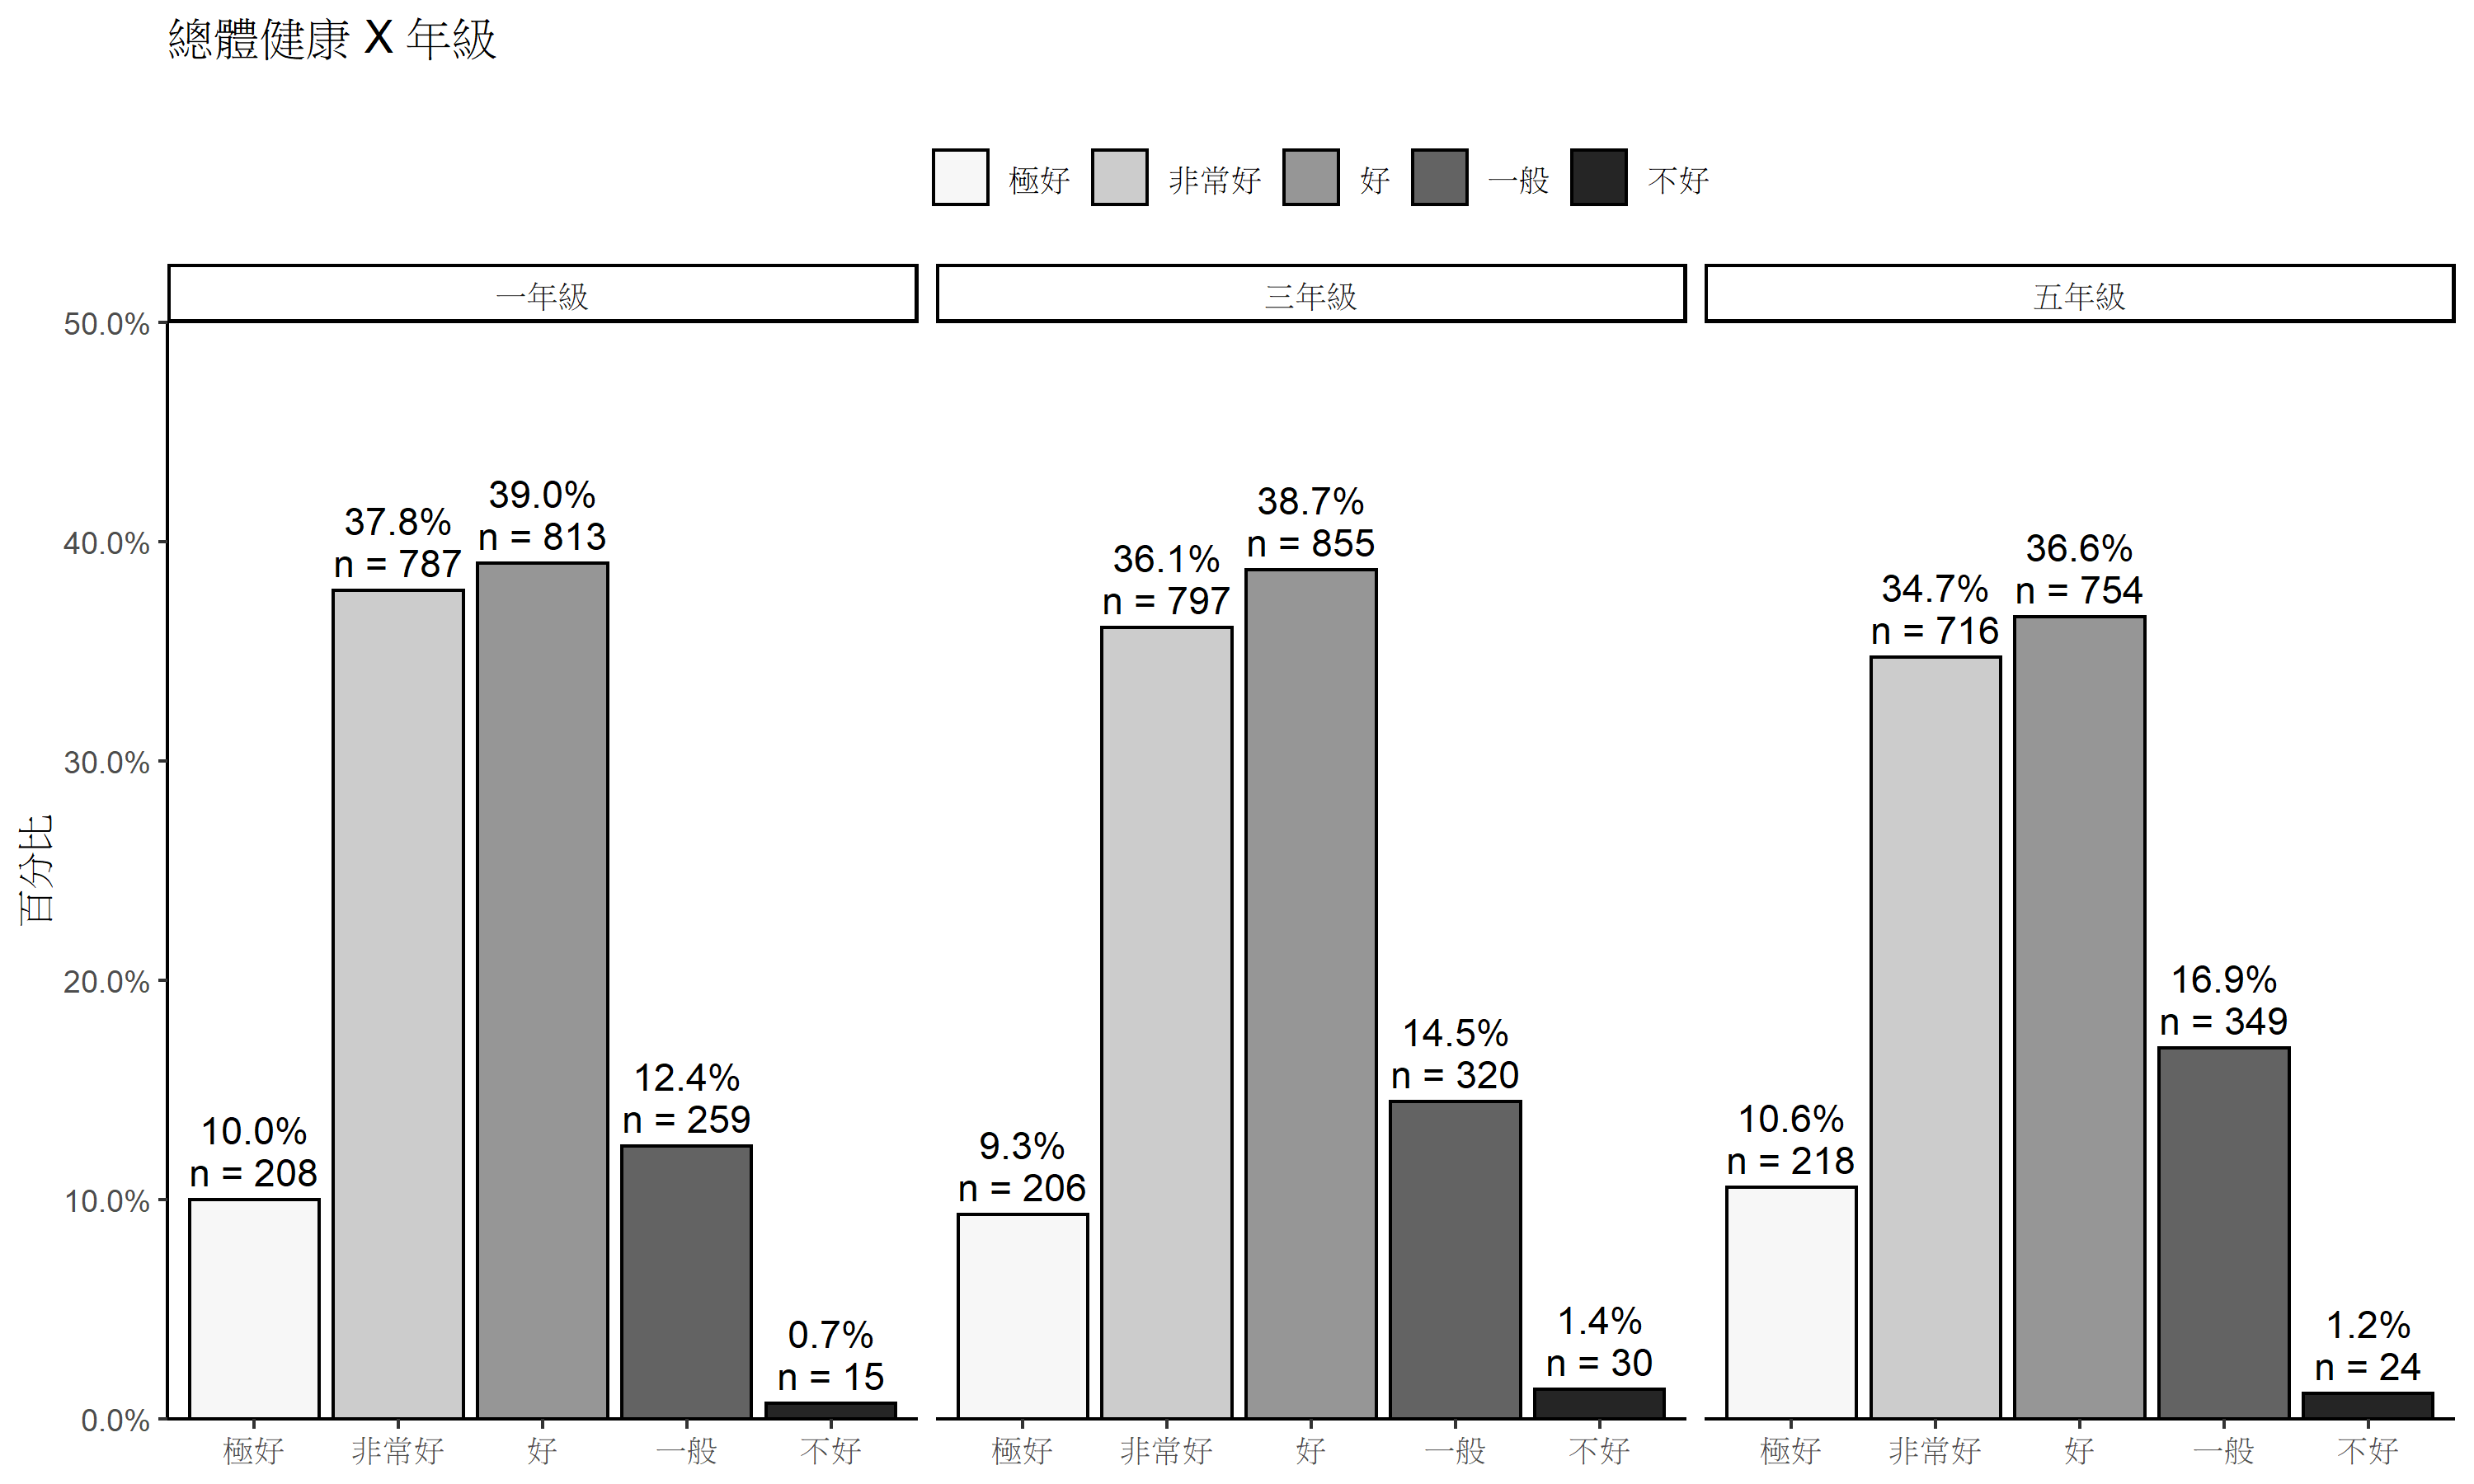 總體健康 X 年級
極好 非常好 好 一般 不好
一年級 三年級 五年級
百分比
50.0%
40.0%
30.0%
20.0%
10.0%
0.0%
10.0%
n = 208
37.8%
n = 787
39.0%
n = 813
12.4%
n = 259
0.7%
n = 15
9.3%
n = 206
36.1%
n = 797
38.7%
n = 855
14.5%
n = 320
1.4%
n = 30
10.6%
n = 218
34.7%
n = 716
36.6%
n = 754
16.9%
n = 349
1.2%
n = 24
極好 非常好 好 一般 不好 極好 非常好 好 一般 不好 極好 非常好 好 一般 不好